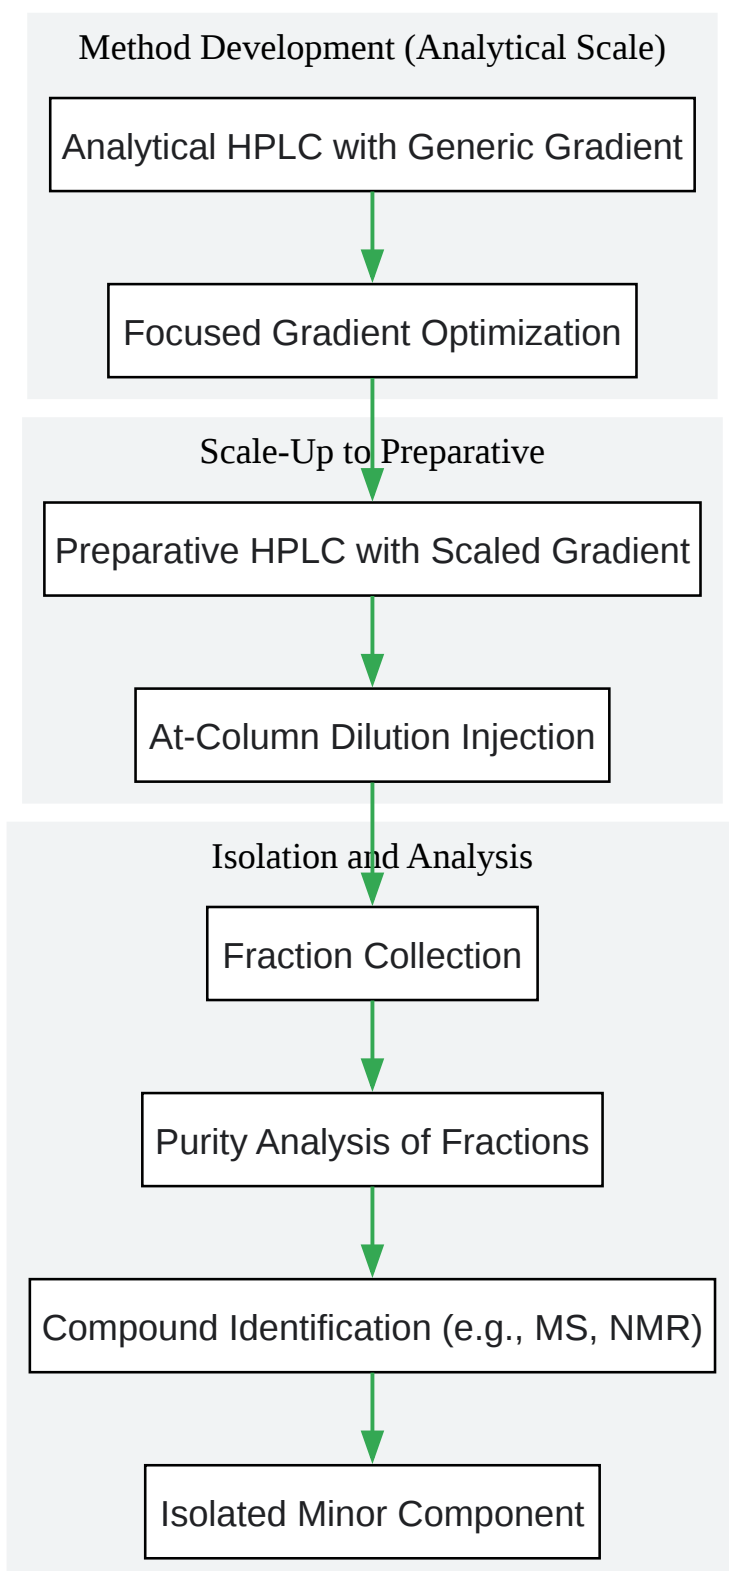 Method Development (Analytical Scale)
Analytical HPLC with Generic Gradient
Focused Gradient Optimization
Scale-Up to Preparative
Preparative HPLC with Scaled Gradient
At-Column Dilution Injection
Isolation and Analysis
Fraction Collection
Purity Analysis of Fractions
Compound Identification (e.g., MS, NMR)
Isolated Minor Component